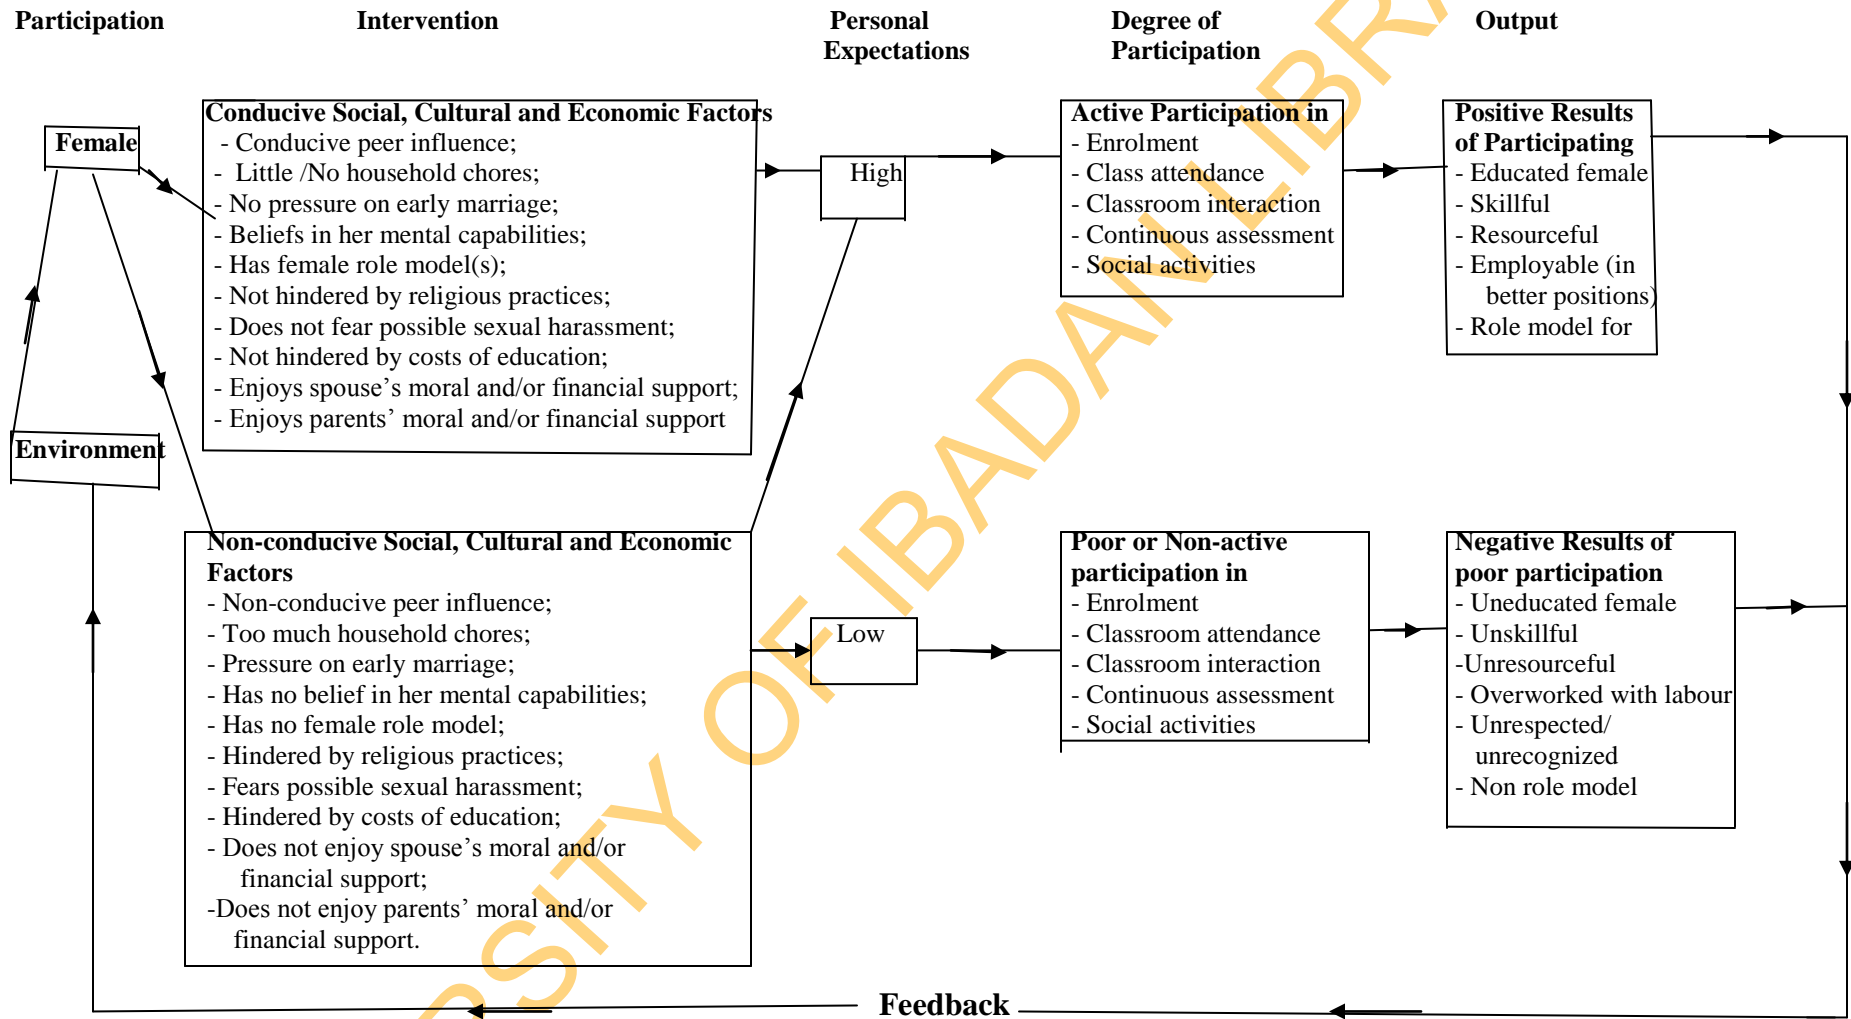 Participation Intervention Personal Expectations Degree of Participation Output
Female
Environment
Conducive Social, Cultural and Economic Factors
- Conducive peer influence;
- Little /No household chores;
- No pressure on early marriage;
- Beliefs in her mental capabilities;
- Has female role model(s);
- Not hindered by religious practices;
- Does not fear possible sexual harassment;
- Not hindered by costs of education;
- Enjoys spouse’s moral and/or financial support;
- Enjoys parents’ moral and/or financial support
High
Active Participation in
- Enrolment
- Class attendance
- Classroom interaction
- Continuous assessment
- Social activities
Positive Results
of Participating
- Educated female
- Skillful
- Resourceful
- Employable (in
better positions)
- Role model for
Non-conducive Social, Cultural and Economic
Factors
- Non-conducive peer influence;
- Too much household chores;
- Pressure on early marriage;
- Has no belief in her mental capabilities;
- Has no female role model;
- Hindered by religious practices;
- Fears possible sexual harassment;
- Hindered by costs of education;
- Does not enjoy spouse’s moral and/or
financial support;
-Does not enjoy parents’ moral and/or
financial support.
Low
Poor or Non-active
participation in
- Enrolment
- Classroom attendance
- Classroom interaction
- Continuous assessment
- Social activities
Negative Results of
poor participation
- Uneducated female
- Unskillful
-Unresourceful
- Overworked with labour
- Unrespected/
unrecognized
- Non role model
Feedback
RSITY OF IBADAN LIBRA